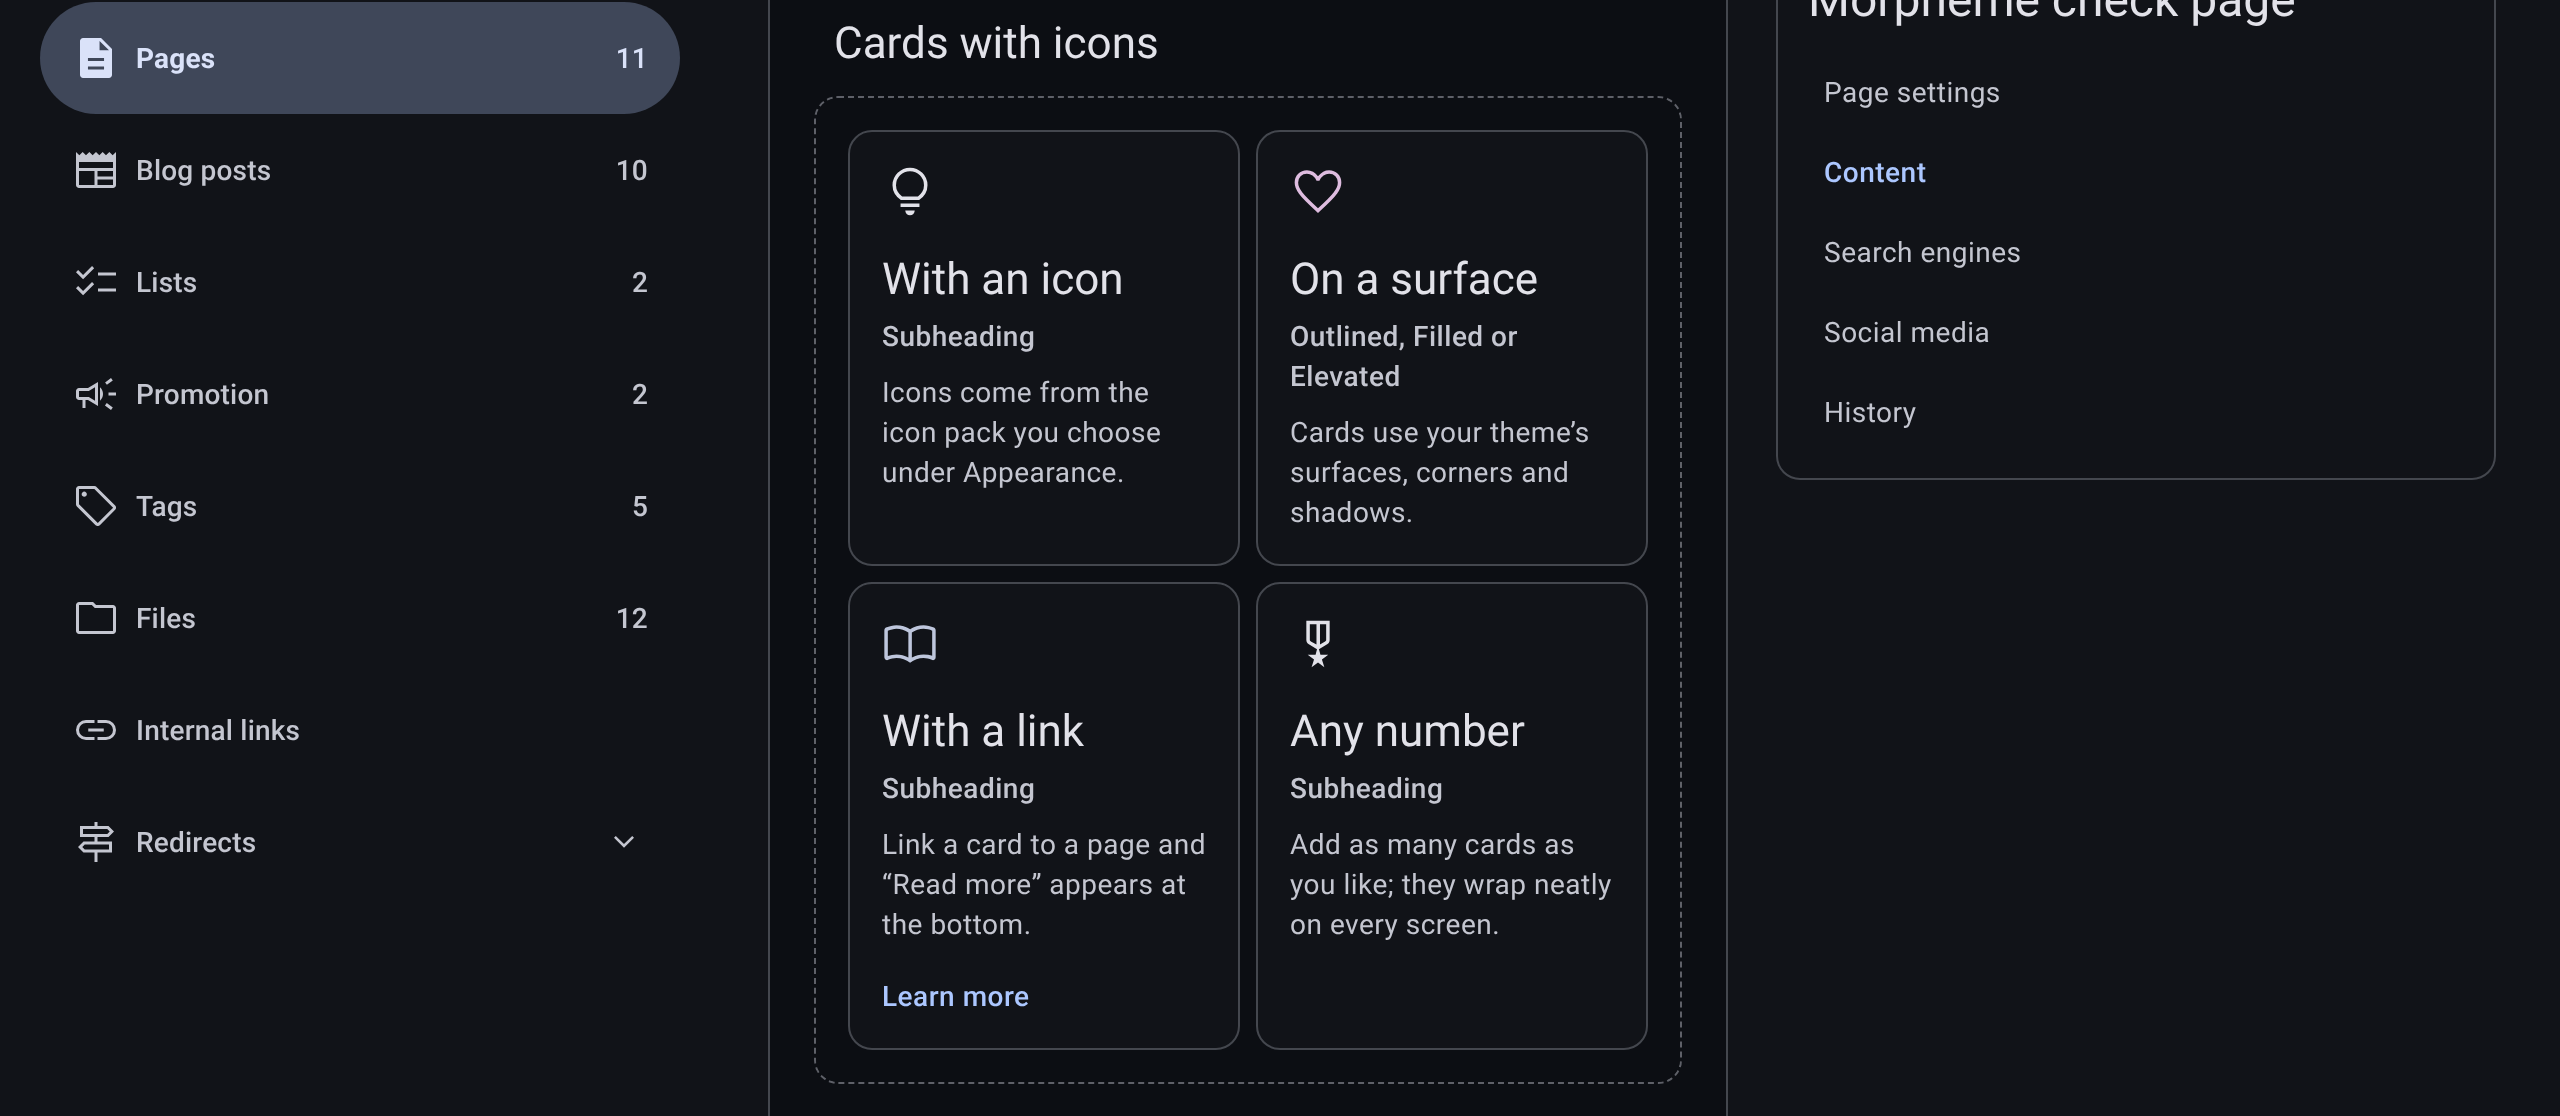 Pages 11
Blog posts 10
Lists 2
Promotion 2
Tags 5
Files 12
Internal links
Redirects
Cards with icons
With an icon
Subheading
Icons come from the
icon pack you choose
under Appearance.
On a surface
Outlined, Filled or
Elevated
Cards use your theme’s
surfaces, corners and
shadows.
With a link
Subheading
Link a card to a page and
“Read more” appears at
the bottom.
Learn more
Any number
Subheading
Add as many cards as
you like; they wrap neatly
on every screen.
Morpheme check page
Page settings
Content
Search engines
Social media
History